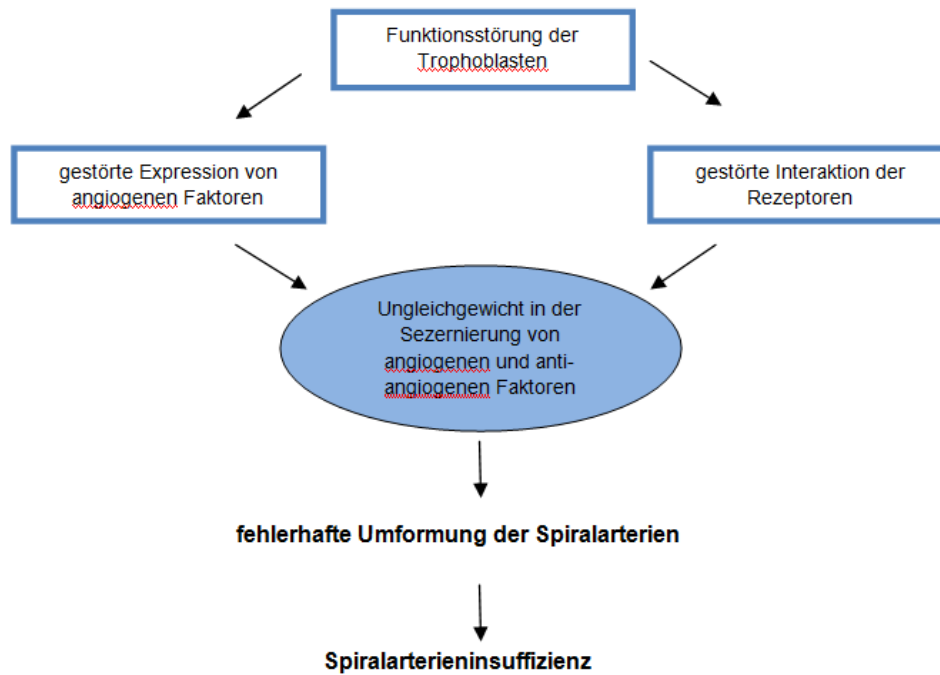 Funktionsstörung der
Trophoblasten
gestörte Expression von
angiogenen Faktoren
gestörte Interaktion der
Rezeptoren
Ungleichgewicht in der
Sezernierung von
angiogenen und anti-
angiogenen Faktoren
fehlerhafte Umformung der Spiralarterien
Spiralarterieninsuffizienz